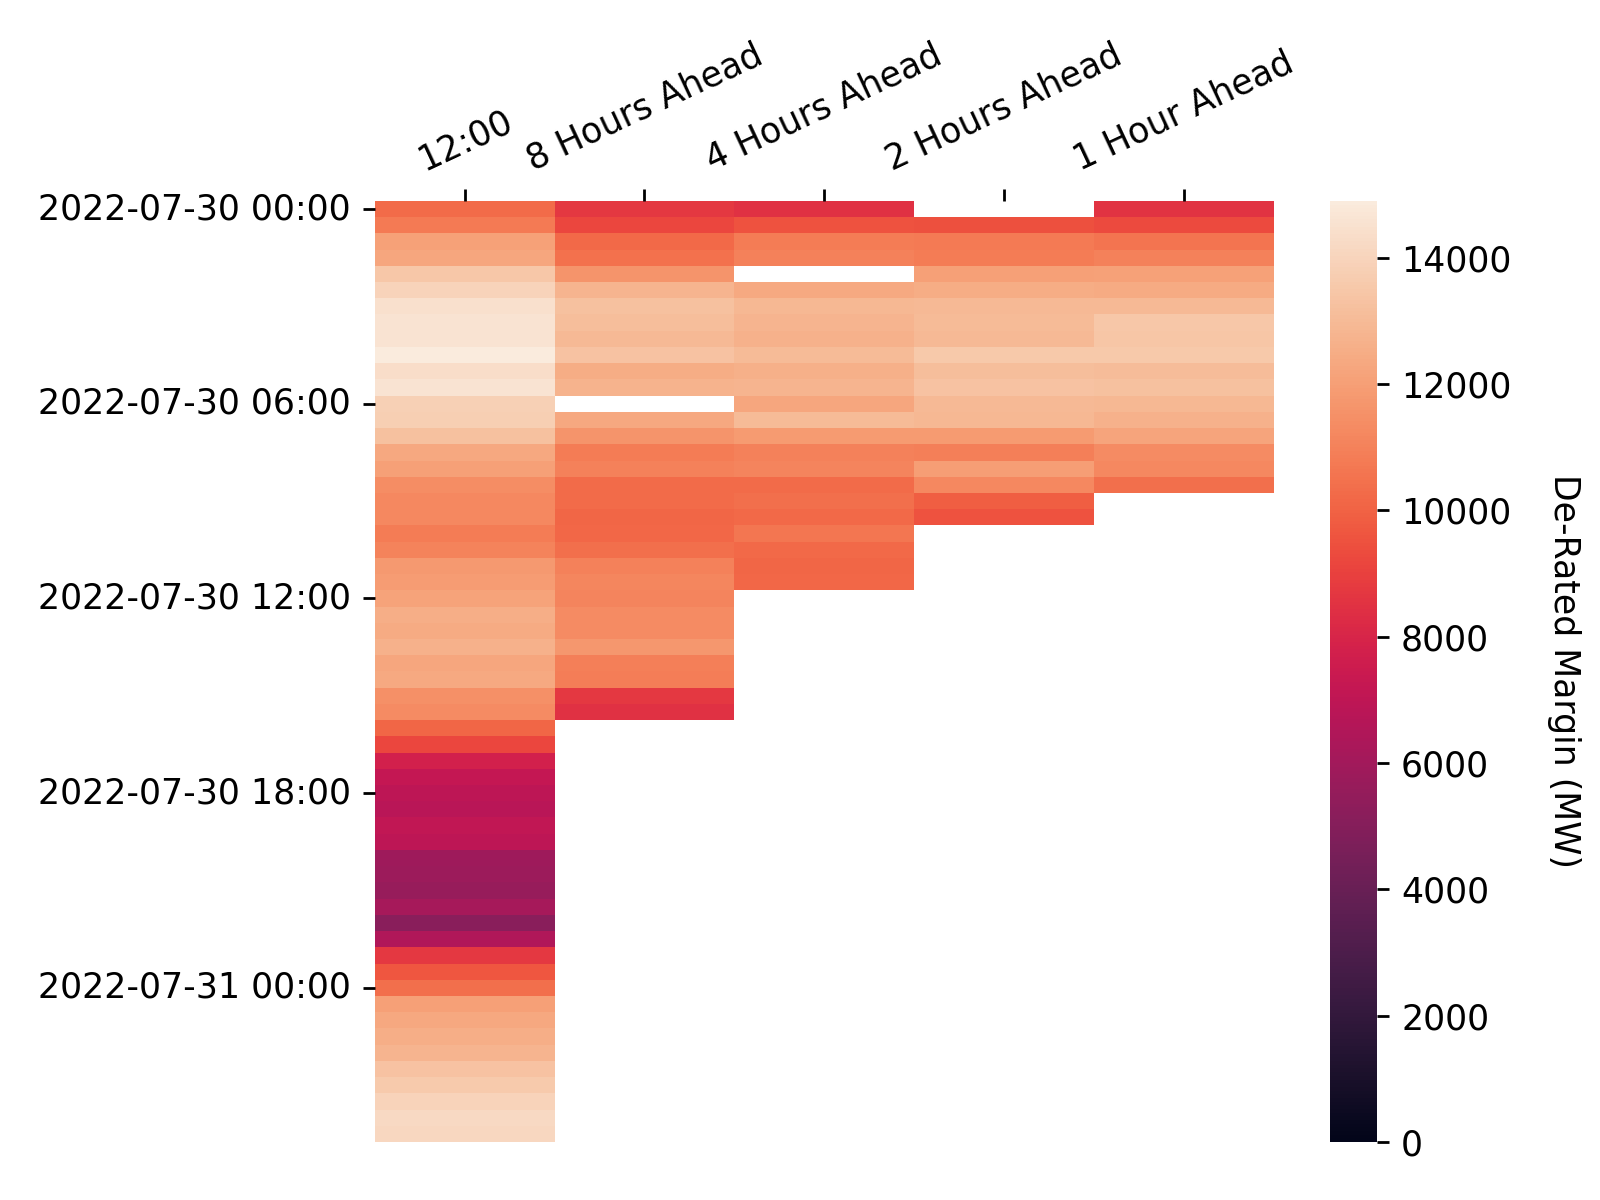 12:00
8 Hours Ahead
4 Hours Ahead
2 Hours Ahead
1 Hour Ahead
2022-07-30 00:00
2022-07-30 06:00
2022-07-30 12:00
2022-07-30 18:00
2022-07-31 00:00
14000
12000
10000
8000
6000
4000
2000
0
De-Rated Margin (MW)